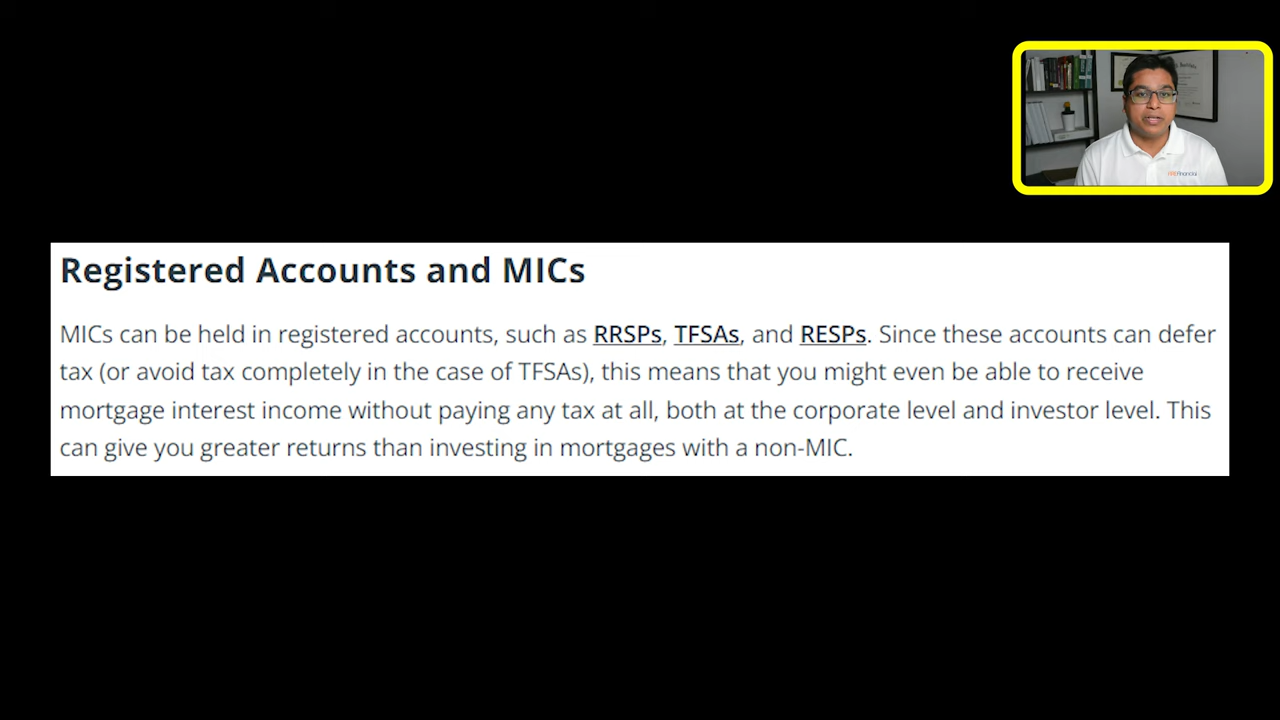 Registered Accounts and MICs
MICs can be held in registered accounts, such as RRSPs, TFSAs, and RESPs. Since these accounts can defer
tax (or avoid tax completely in the case of TFSAs), this means that you might even be able to receive
mortgage interest income without paying any tax at all, both at the corporate level and investor level. This
can give you greater returns than investing in mortgages with a non-MIC.